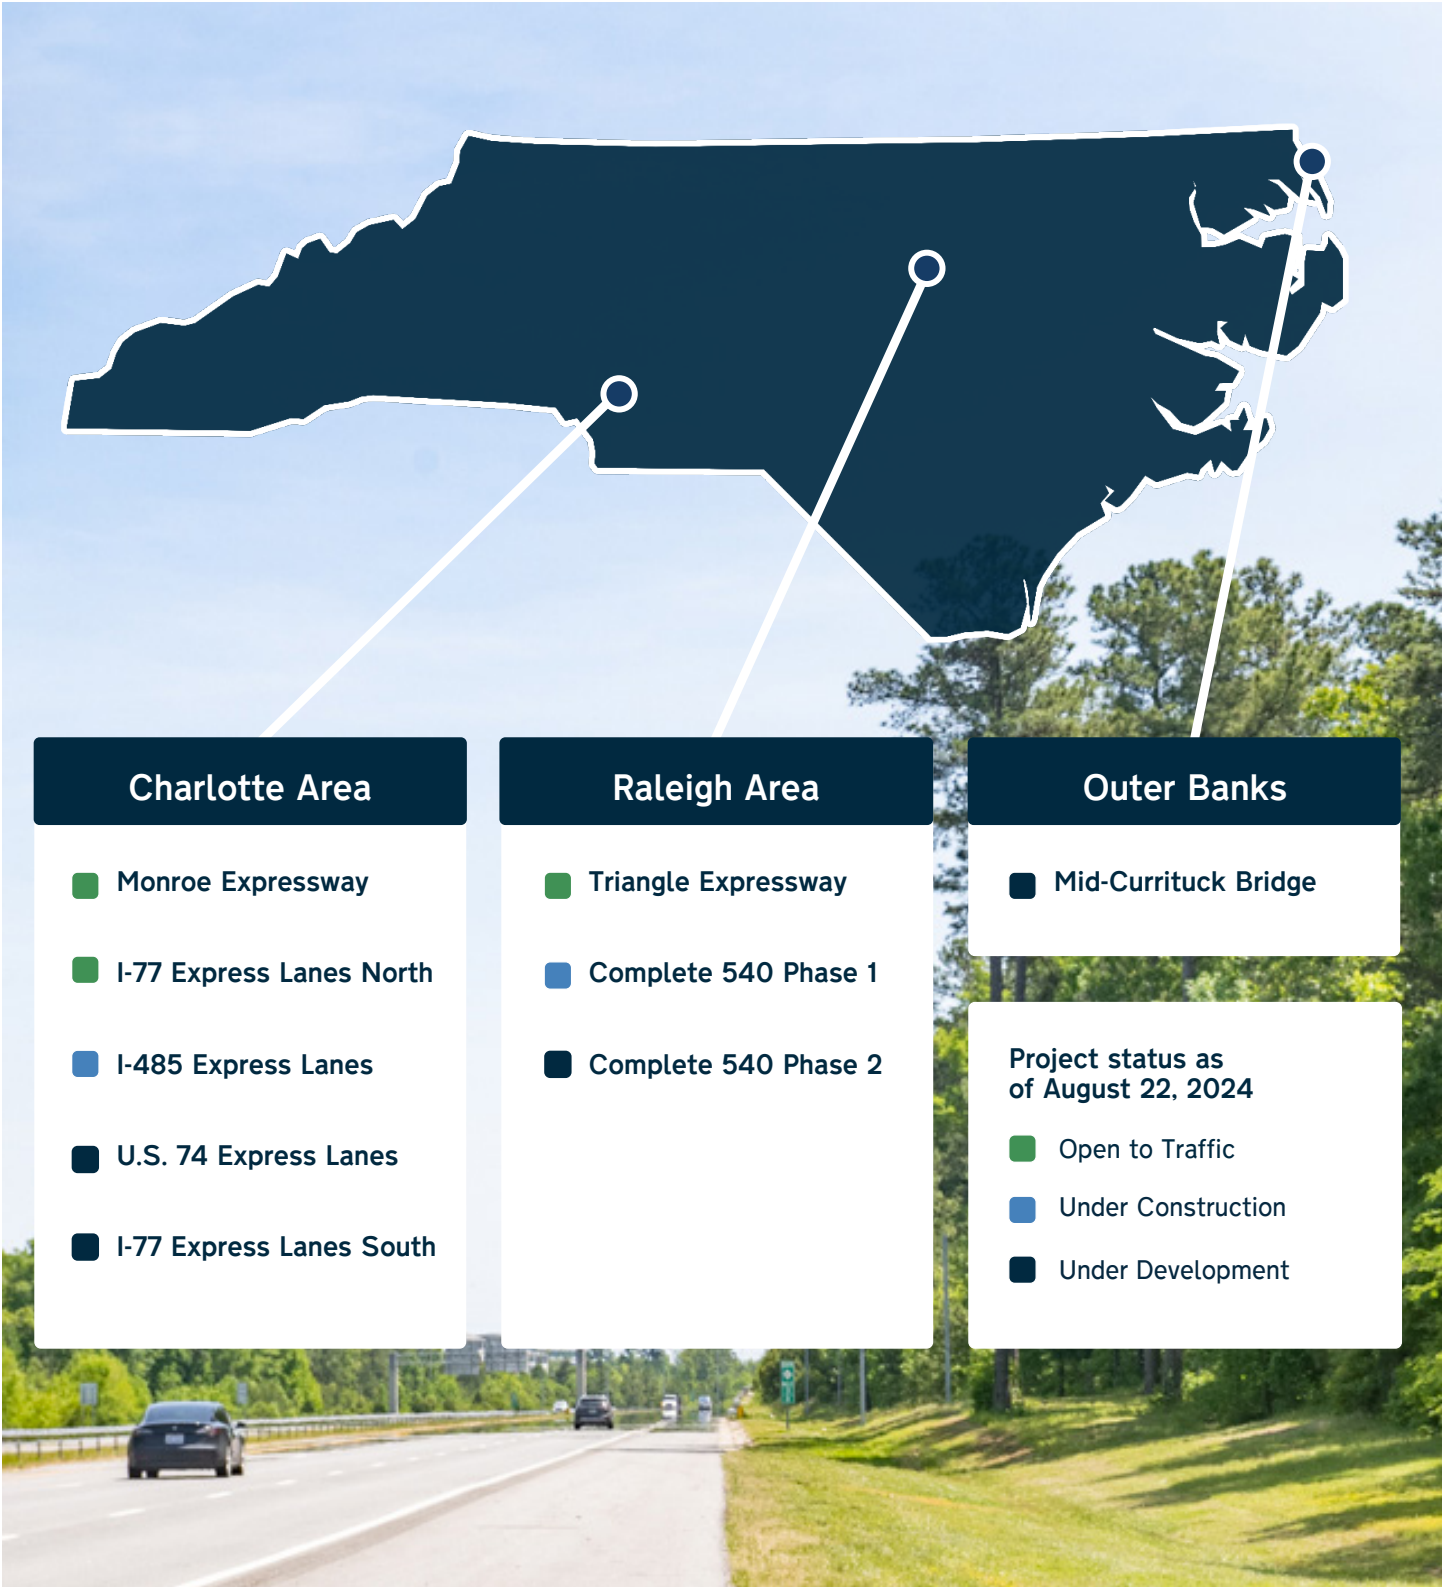 Charlotte Area
Monroe Expressway
I-77 Express Lanes North
I-485 Express Lanes
U.S. 74 Express Lanes
I-77 Express Lanes South
Raleigh Area
Triangle Expressway
Complete 540 Phase 1
Complete 540 Phase 2
Outer Banks
Mid-Currituck Bridge
Project status as
of August 22, 2024
Open to Traffic
Under Construction
Under Development